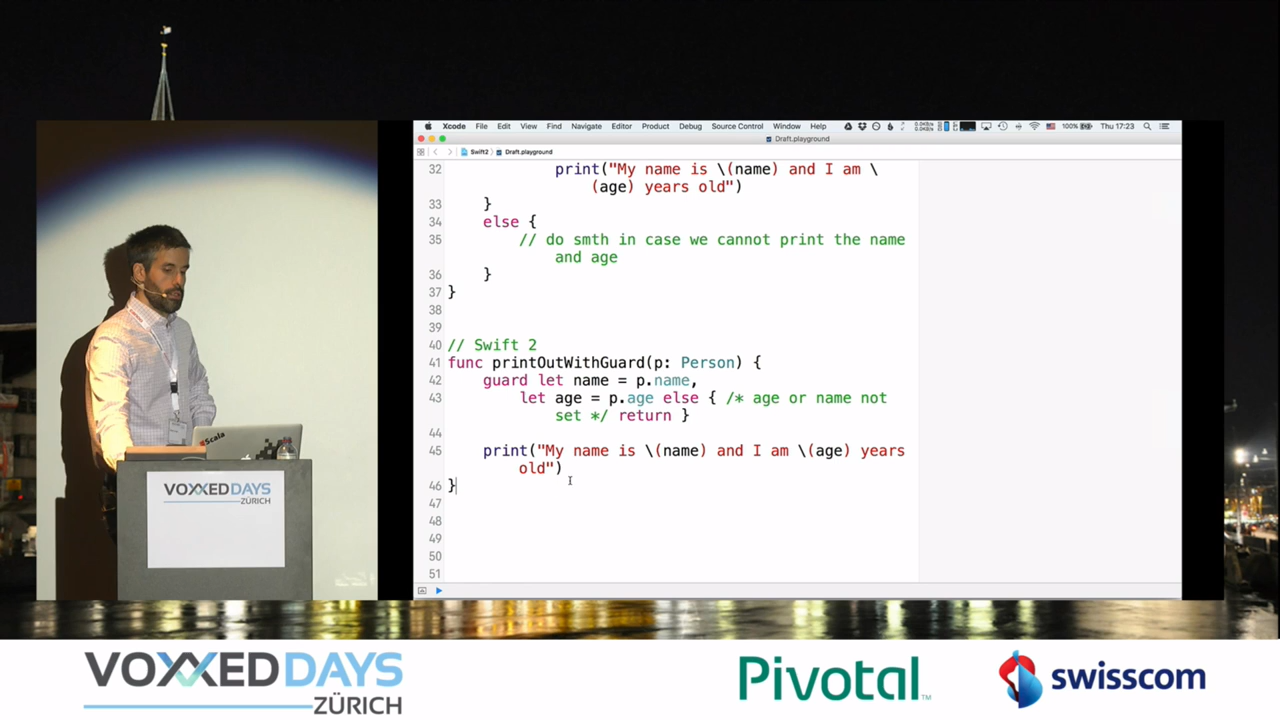 Xcode File Edit View Find Navigate Editor Product Debug Source Control Window Help 100% Thu 17:23
Draft.playground
Swift2 Draft.playground
32 print("My name is \(name) and I am \
(age) years old")
33 }
34 else {
35 // do smth in case we cannot print the name
and age
36 }
37 }
38
39
40 // Swift 2
41 func printOutWithGuard(p: Person) {
42 guard let name = p.name,
43 let age = p.age else { /* age or name not
set */ return }
44
45 print("My name is \(name) and I am \(age) years
old")
46 }
47
48
49
50
51
Scala
VOXXED DAYS
ZÜRICH
VOXXED DAYS
ZÜRICH
Pivotal™
swisscom